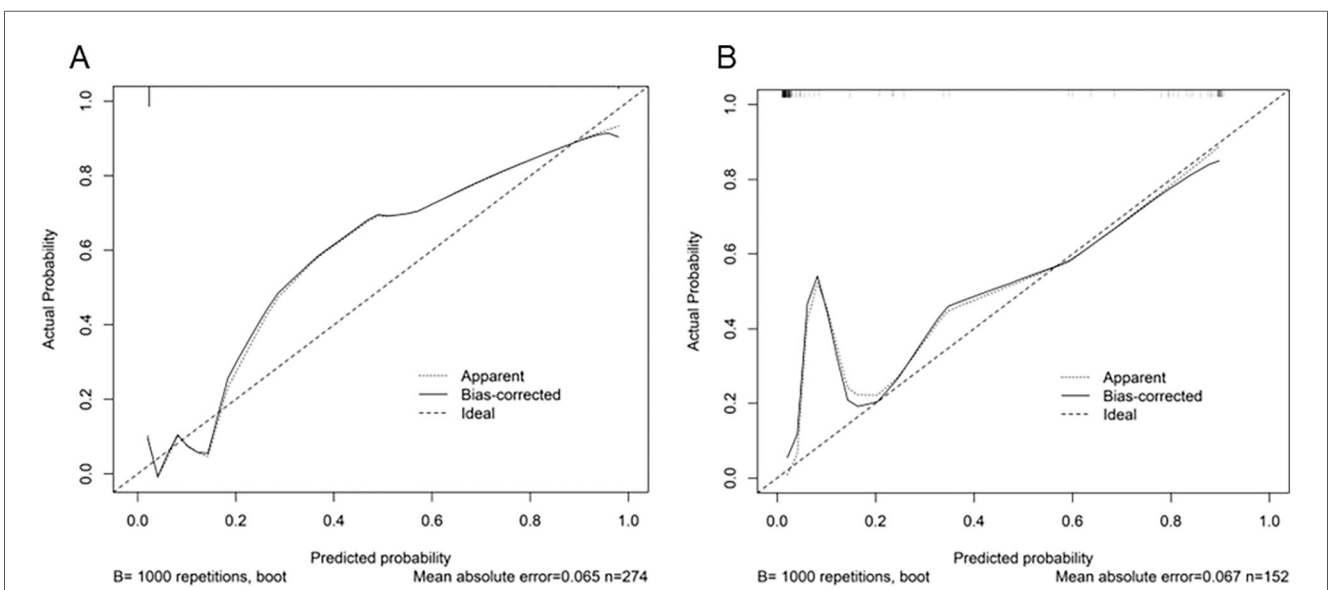 A
1.0
0.8
0.6
0.4
0.2
0.0
Actual Probability
Apparent
Bias-corrected
Ideal
0.0 0.2 0.4 0.6 0.8 1.0
Predicted probability
B= 1000 repetitions, boot Mean absolute error=0.065 n=274
B
1.0
0.8
0.6
0.4
0.2
0.0
Actual Probability
Apparent
Bias-corrected
Ideal
0.0 0.2 0.4 0.6 0.8 1.0
Predicted probability
B= 1000 repetitions, boot Mean absolute error=0.067 n=152